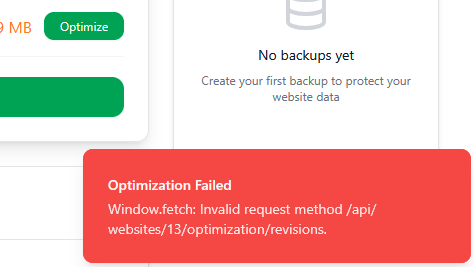 9 MB
Optimize
No backups yet
Create your first backup to protect your
website data
Optimization Failed
Window.fetch: Invalid request method /api/
websites/13/optimization/revisions.